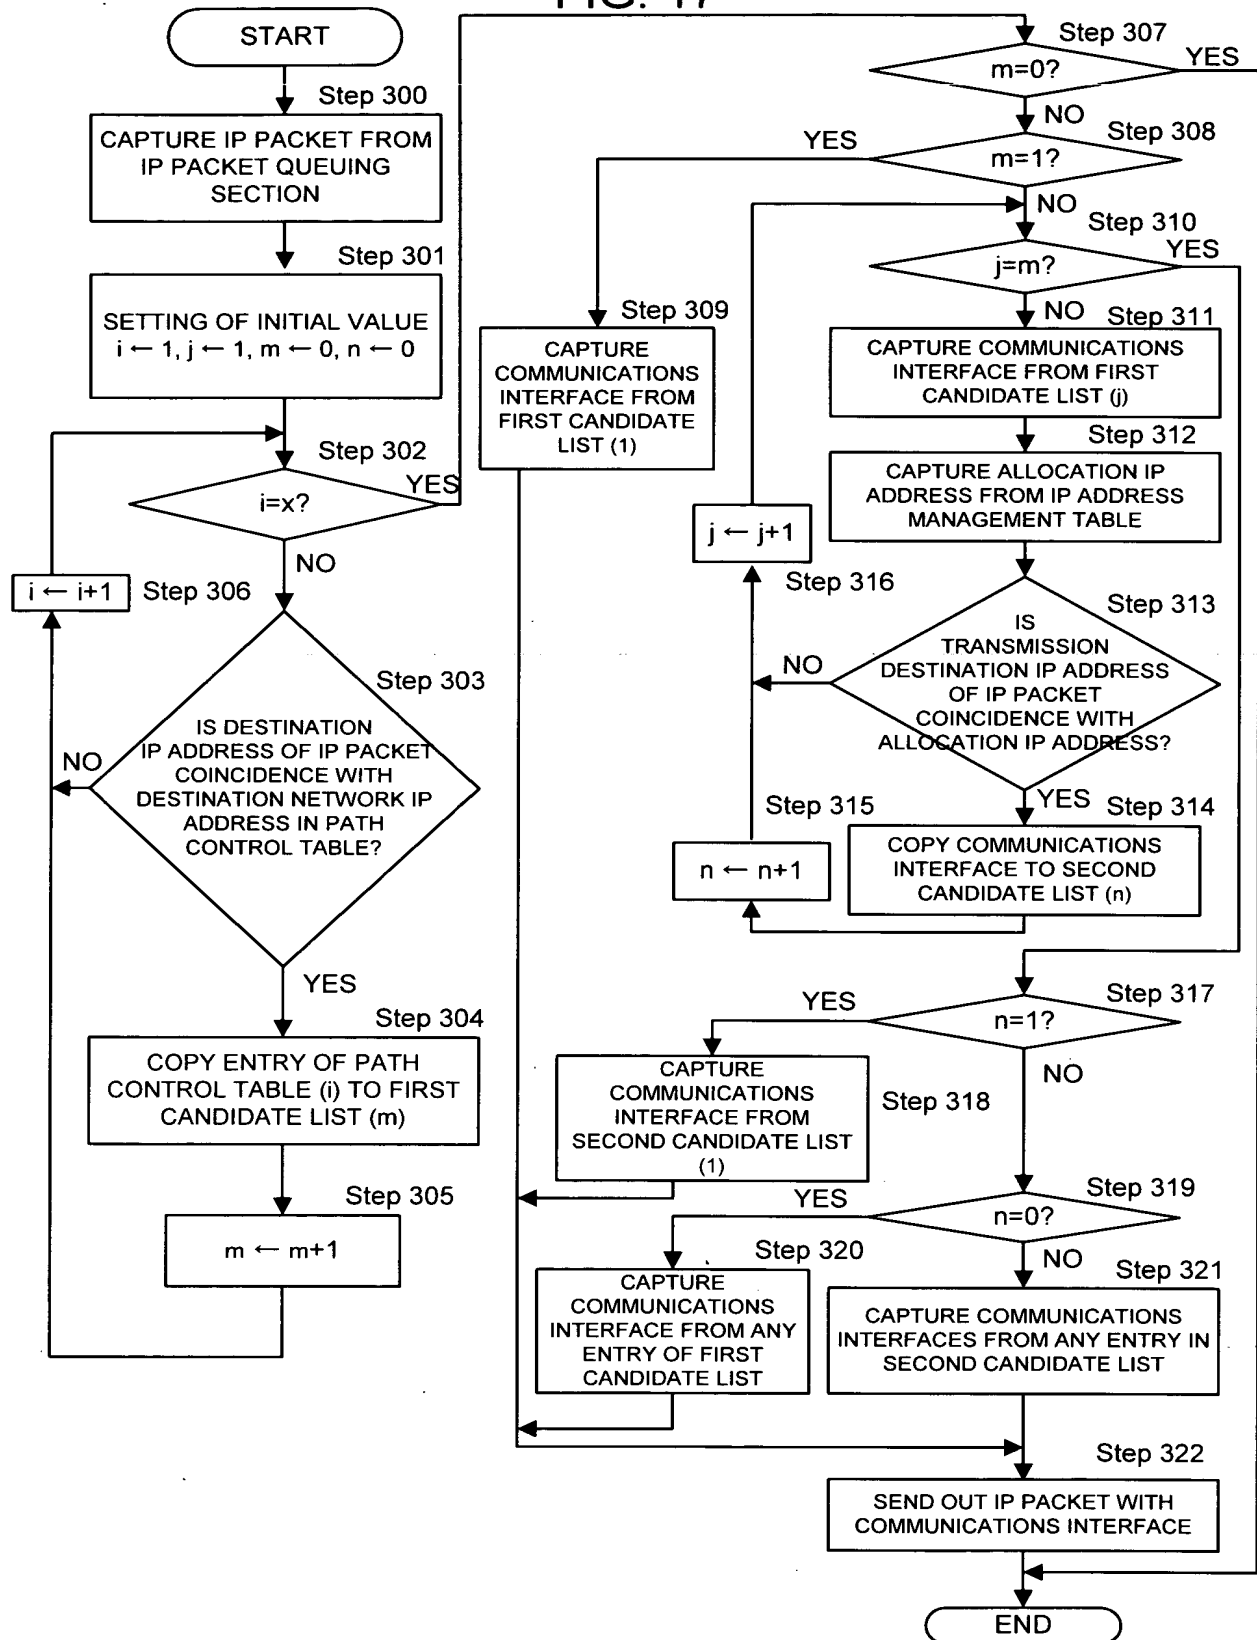 FIG. 17
START
Step 300
CAPTURE IP PACKET FROM
IP PACKET QUEUING
SECTION
Step 301
SETTING OF INITIAL VALUE
i ← 1, j ← 1, m ← 0, n ← 0
Step 302
i=x?
YES
NO
i ← i+1
Step 306
Step 303
IS DESTINATION
IP ADDRESS OF IP PACKET
COINCIDENCE WITH
DESTINATION NETWORK IP
ADDRESS IN PATH
CONTROL TABLE?
NO
YES
Step 304
COPY ENTRY OF PATH
CONTROL TABLE (i) TO FIRST
CANDIDATE LIST (m)
Step 305
m ← m+1
Step 307
m=0?
YES
NO
Step 308
m=1?
YES
NO
Step 309
CAPTURE
COMMUNICATIONS
INTERFACE FROM
FIRST CANDIDATE
LIST (1)
Step 310
j=m?
YES
NO
Step 311
CAPTURE COMMUNICATIONS
INTERFACE FROM FIRST
CANDIDATE LIST (j)
Step 312
CAPTURE ALLOCATION IP
ADDRESS FROM IP ADDRESS
MANAGEMENT TABLE
j ← j+1
Step 316
Step 313
IS
TRANSMISSION
DESTINATION IP ADDRESS
OF IP PACKET
COINCIDENCE WITH
ALLOCATION IP ADDRESS?
NO
YES
Step 314
COPY COMMUNICATIONS
INTERFACE TO SECOND
CANDIDATE LIST (n)
Step 315
n ← n+1
Step 317
n=1?
YES
NO
CAPTURE
COMMUNICATIONS
INTERFACE FROM
SECOND CANDIDATE LIST
(1)
Step 318
Step 319
n=0?
YES
NO
Step 320
CAPTURE
COMMUNICATIONS
INTERFACE FROM ANY
ENTRY OF FIRST
CANDIDATE LIST
Step 321
CAPTURE COMMUNICATIONS
INTERFACES FROM ANY ENTRY IN
SECOND CANDIDATE LIST
Step 322
SEND OUT IP PACKET WITH
COMMUNICATIONS INTERFACE
END